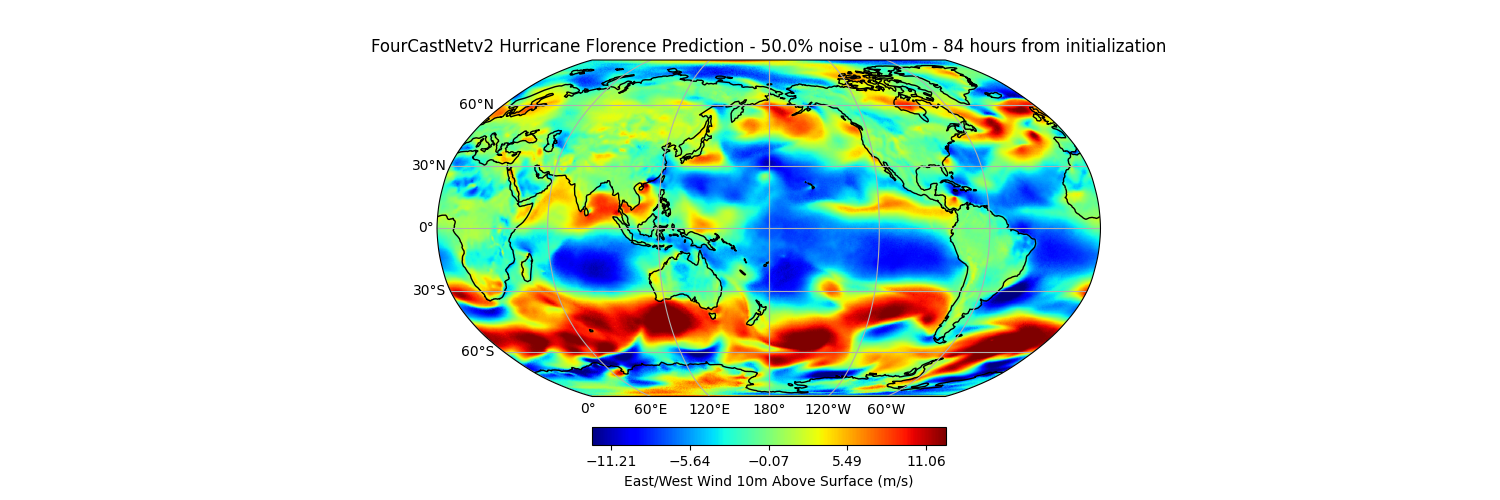 FourCastNetv2 Hurricane Florence Prediction - 50.0% noise - u10m - 84 hours from initialization
60°N
30°N
0°
30°S
60°S
0° 60°E 120°E 180° 120°W 60°W
−11.21 −5.64 −0.07 5.49 11.06
East/West Wind 10m Above Surface (m/s)